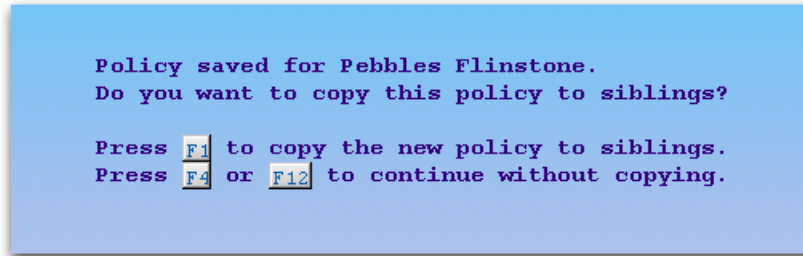 Policy saved for Pebbles Flinstone.
Do you want to copy this policy to siblings?
Press F1 to copy the new policy to siblings.
Press F4 or F12 to continue without copying.